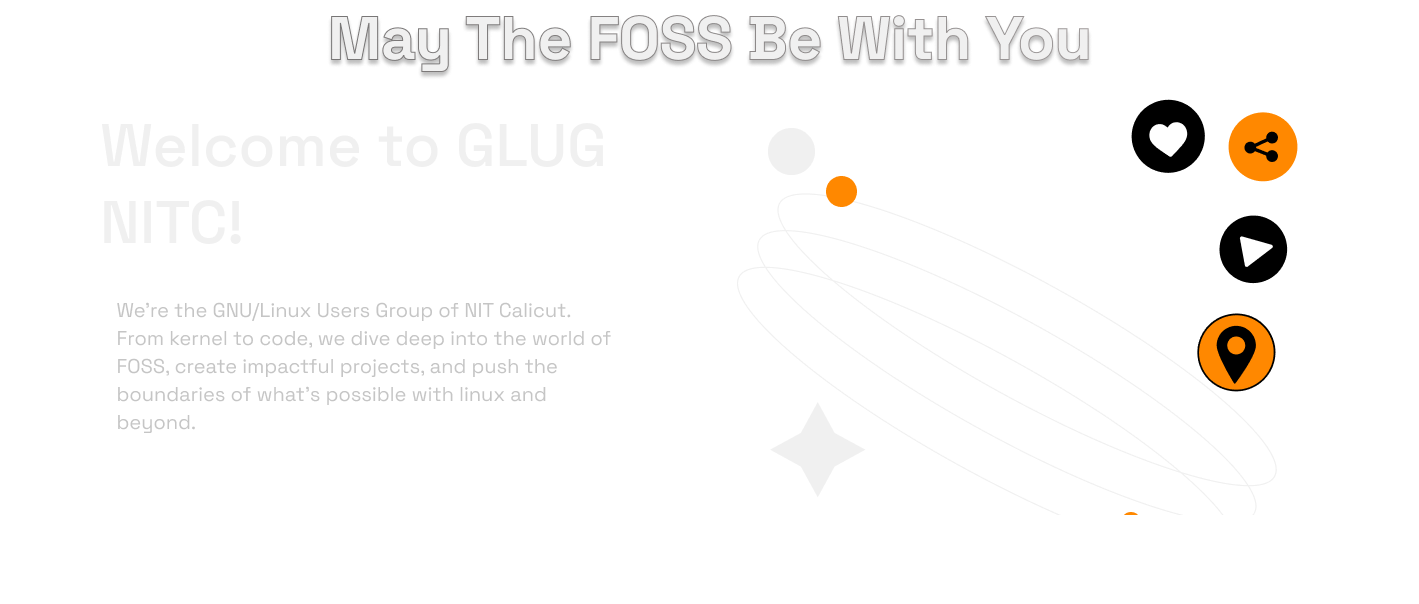 May The FOSS Be With You
Welcome to GLUG
NITC!
We're the GNU/Linux Users Group of NIT Calicut.
From kernel to code, we dive deep into the world of
FOSS, create impactful projects, and push the
boundaries of what's possible with linux and
beyond.